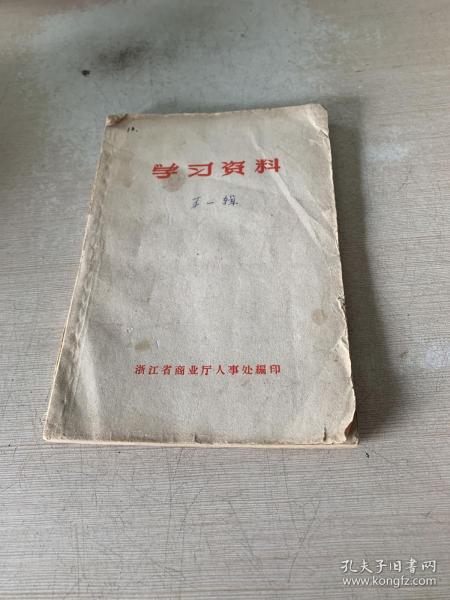 13.
学习资料
第一辑
浙江省商业厅人事处编印
孔夫子旧书网
www.kongfz.com